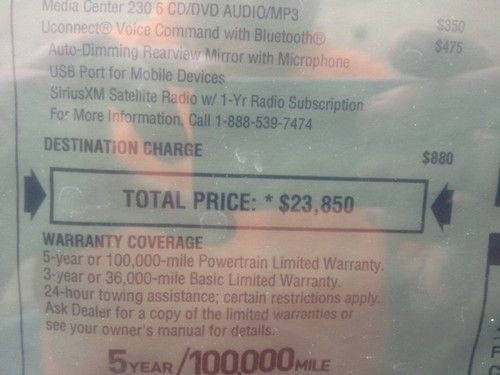 Media Center 230 6 CD/DVD AUDIO/MP3
$350
Uconnect® Voice Command with Bluetooth®
$475
Auto-Dimming Rearview Mirror with Microphone
USB Port for Mobile Devices
SiriusXM Satellite Radio w/ 1-Yr Radio Subscription
For More Information, Call 1-888-539-7474
DESTINATION CHARGE
$880
TOTAL PRICE: * $23,850
WARRANTY COVERAGE
5-year or 100,000-mile Powertrain Limited Warranty.
3-year or 36,000-mile Basic Limited Warranty.
24-hour towing assistance; certain restrictions apply.
Ask Dealer for a copy of the limited warranties or
see your owner's manual for details.
5 YEAR/100,000 MILE